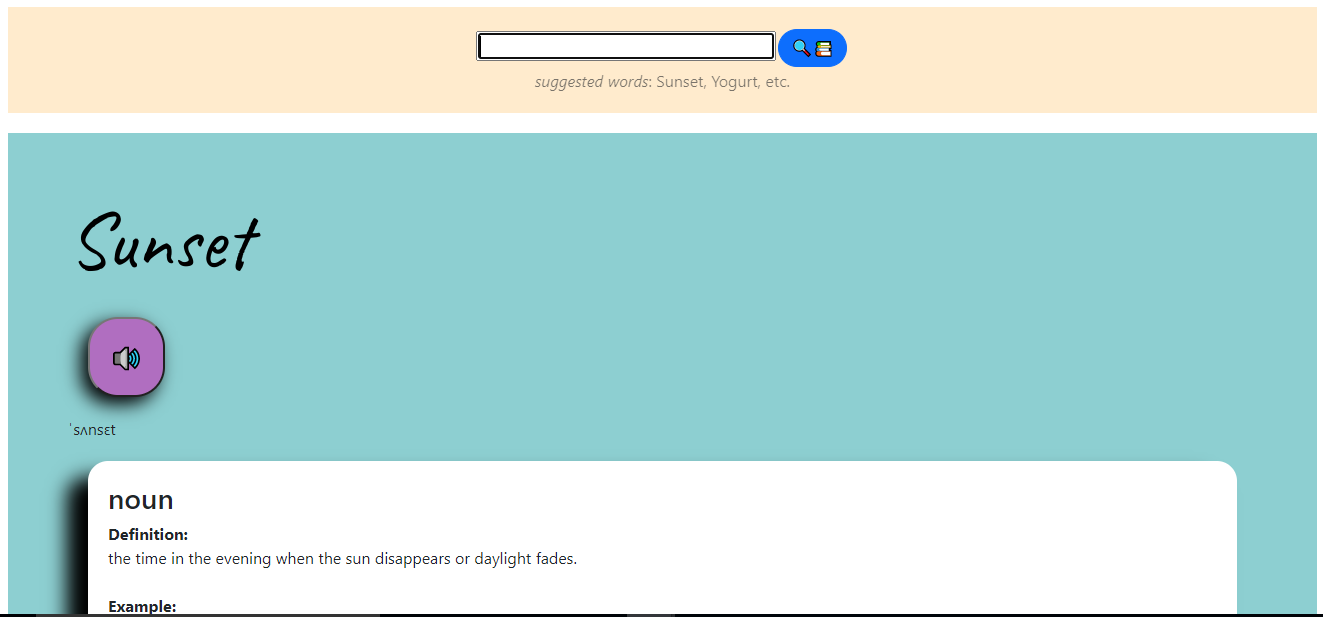 suggested words: Sunset, Yogurt, etc.
Sunset
ˈsʌnsɛt
noun
Definition:
the time in the evening when the sun disappears or daylight fades.
Example: